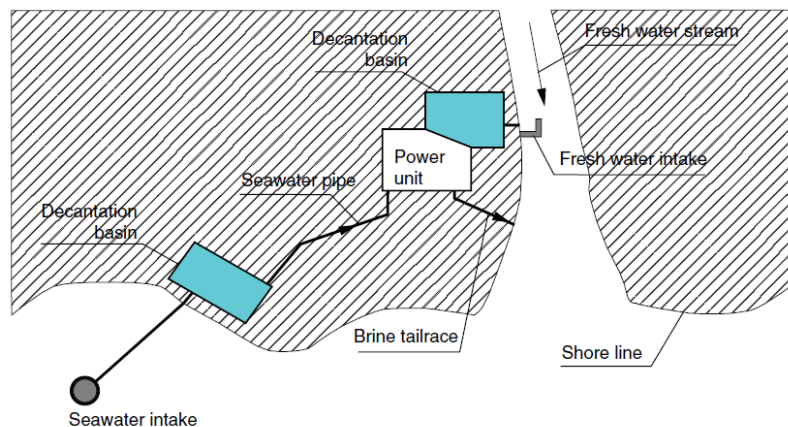 Decantation
basin
Fresh water stream
Power
unit
Fresh water intake
Seawater pipe
Decantation
basin
Brine tailrace
Shore line
Seawater intake